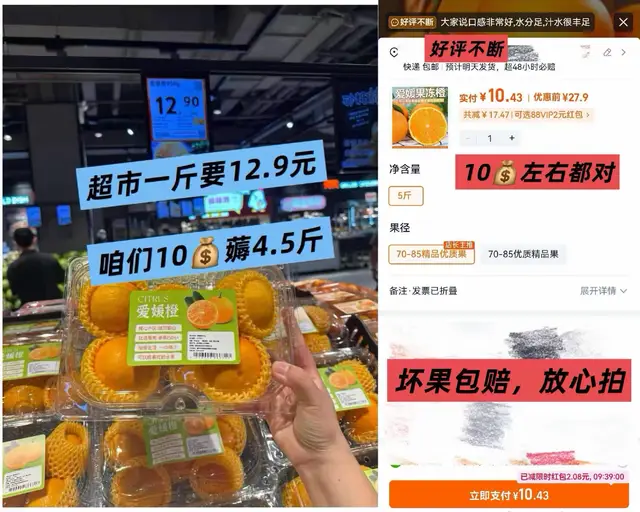 12.90
超市一斤要12.9元
咱们10💰薅4.5斤
CITRUS
爱媛橙
好评不断
大家说口感非常好,水分足,汁水很丰足
好评不断
快递 包邮 预计明天发货,超48小时必赔
爱媛果冻橙
实付 ¥10.43
优惠前¥27.9
共减¥17.47|可选88VIP2元红包
- 1 +
10💰左右都对
净含量
5斤
果径
店长主推
70-85精品优质果
70-85优质精品果
备注·发票已折叠
展开详情
坏果包赔，放心拍
已减限时红包2.08元, 09:39:00
立即支付 ¥10.43